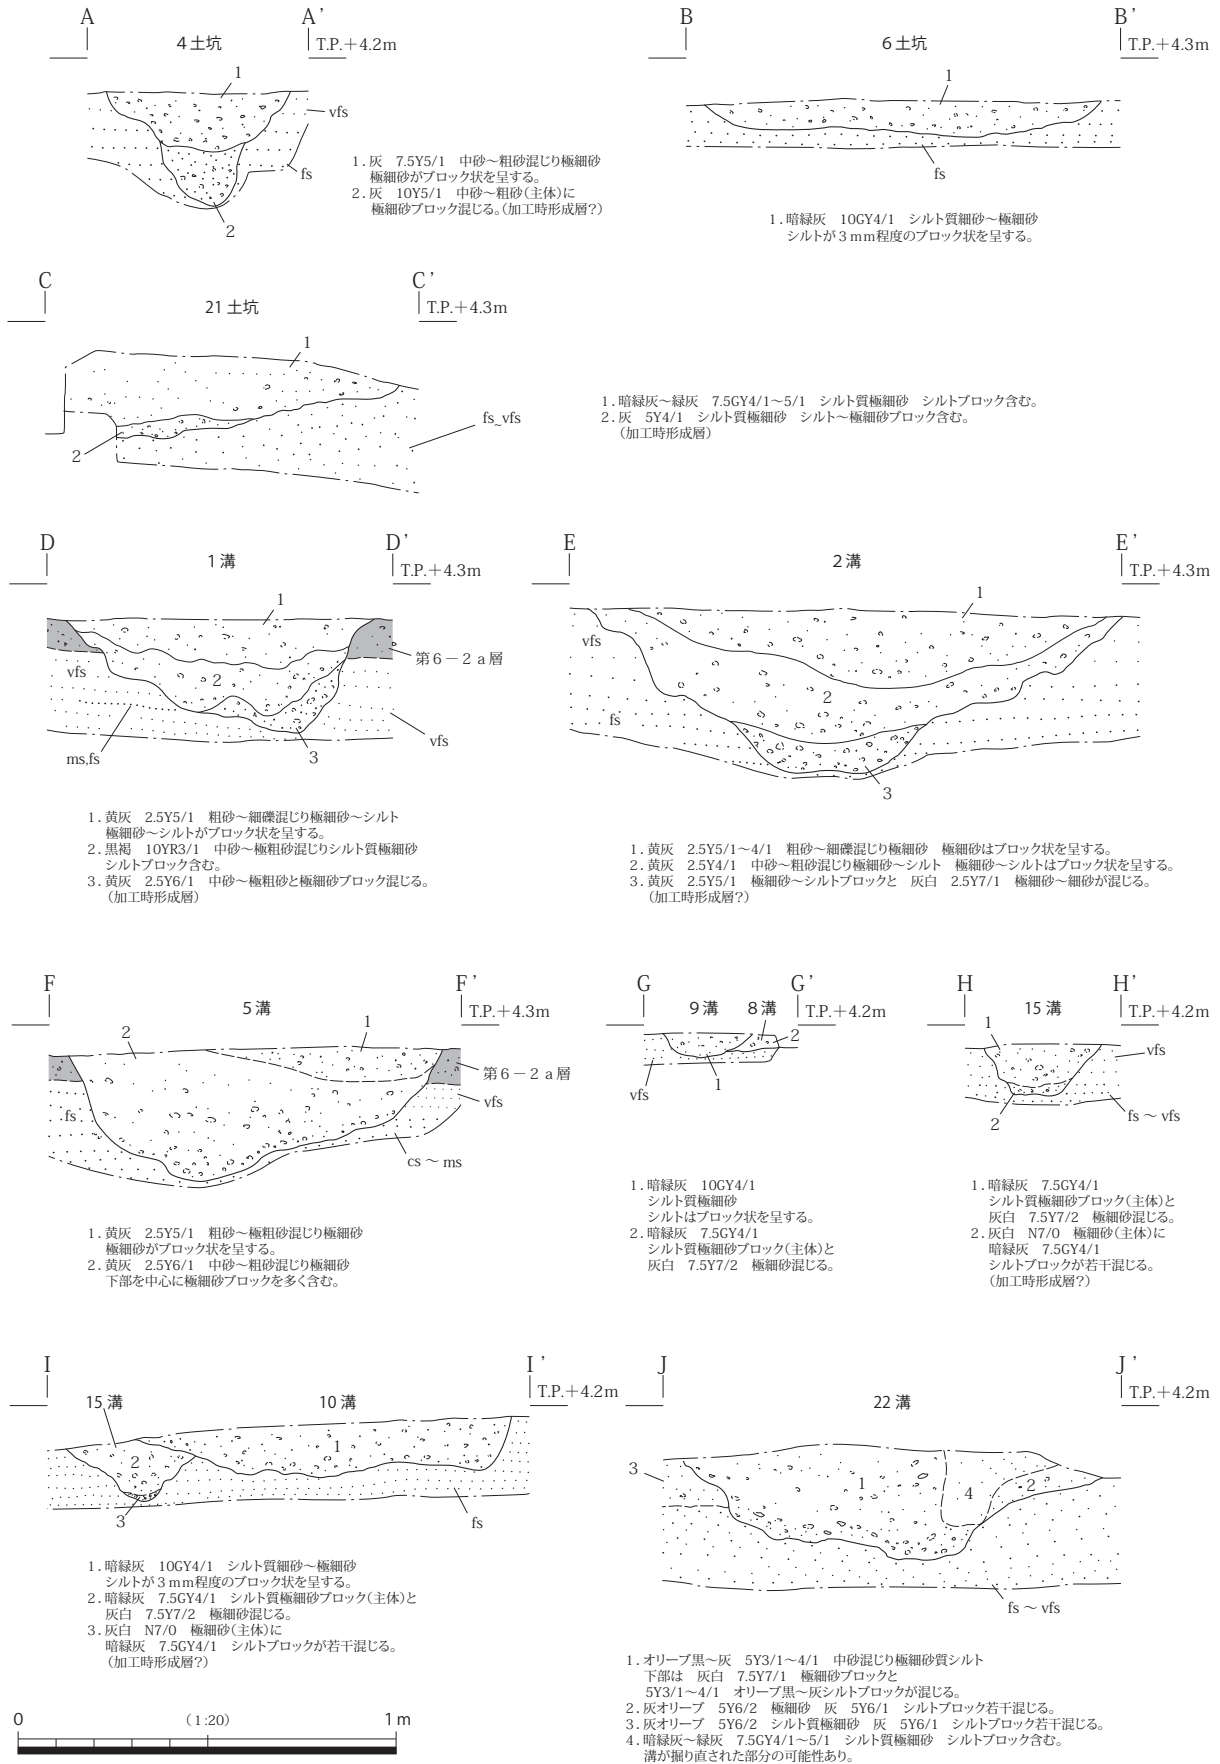 A A'
4土坑
T.P.+4.2m
1
vfs
fs
2
1.灰 7.5Y5/1 中砂～粗砂混じり極細砂
極細砂がブロック状を呈する。
2.灰 10Y5/1 中砂～粗砂(主体)に
極細砂ブロック混じる。(加工時形成層?)
B B'
6土坑
T.P.+4.3m
1
fs
1.暗緑灰 10GY4/1 シルト質細砂～極細砂
シルトが3mm程度のブロック状を呈する。
C C'
21土坑
T.P.+4.3m
1
fs~vfs
2
1.暗緑灰～緑灰 7.5GY4/1～5/1 シルト質極細砂 シルトブロック含む。
2.灰 5Y4/1 シルト質極細砂 シルト～極細砂ブロック含む。
(加工時形成層)
D D'
1溝
T.P.+4.3m
1
第6－2a層
vfs
2
vfs
ms,fs
3
1.黄灰 2.5Y5/1 粗砂～細礫混じり極細砂～シルト
極細砂～シルトがブロック状を呈する。
2.黒褐 10YR3/1 中砂～極粗砂混じりシルト質極細砂
シルトブロック含む。
3.黄灰 2.5Y6/1 中砂～極粗砂と極細砂ブロック混じる。
(加工時形成層)
E E'
2溝
T.P.+4.3m
1
vfs
2
fs
3
1.黄灰 2.5Y5/1～4/1 粗砂～細礫混じり極細砂 極細砂はブロック状を呈する。
2.黄灰 2.5Y4/1 中砂～粗砂混じり極細砂～シルト 極細砂～シルトはブロック状を呈する。
3.黄灰 2.5Y5/1 極細砂～シルトブロックと 灰白 2.5Y7/1 極細砂～細砂が混じる。
(加工時形成層?)
F F'
5溝
T.P.+4.3m
2
1
第6－2a層
vfs
fs
cs～ms
1.黄灰 2.5Y5/1 粗砂～極粗砂混じり極細砂
極細砂がブロック状を呈する。
2.黄灰 2.5Y6/1 中砂～粗砂混じり極細砂
下部を中心に極細砂ブロックを多く含む。
G G'
9溝 8溝
T.P.+4.2m
2
1
vfs
1.暗緑灰 10GY4/1
シルト質極細砂
シルトはブロック状を呈する。
2.暗緑灰 7.5GY4/1
シルト質極細砂ブロック(主体)と
灰白 7.5Y7/2 極細砂混じる。
H H'
15溝
T.P.+4.2m
1
vfs
fs～vfs
2
1.暗緑灰 7.5GY4/1
シルト質極細砂ブロック(主体)と
灰白 7.5Y7/2 極細砂混じる。
2.灰白 N7/0 極細砂(主体)に
暗緑灰 7.5GY4/1
シルトブロックが若干混じる。
(加工時形成層?)
I I'
15溝 10溝
T.P.+4.2m
1
2
3
fs
1.暗緑灰 10GY4/1 シルト質細砂～極細砂
シルトが3mm程度のブロック状を呈する。
2.暗緑灰 7.5GY4/1 シルト質極細砂ブロック(主体)と
灰白 7.5Y7/2 極細砂混じる。
3.灰白 N7/0 極細砂(主体)に
暗緑灰 7.5GY4/1 シルトブロックが若干混じる。
(加工時形成層?)
J J'
22溝
T.P.+4.2m
3
1
4
2
fs～vfs
1.オリーブ黒～灰 5Y3/1～4/1 中砂混じり極細砂質シルト
下部は 灰白 7.5Y7/1 極細砂ブロックと
5Y3/1～4/1 オリーブ黒～灰シルトブロックが混じる。
2.灰オリーブ 5Y6/2 極細砂 灰 5Y6/1 シルトブロック若干混じる。
3.灰オリーブ 5Y6/2 シルト質極細砂 灰 5Y6/1 シルトブロック若干混じる。
4.暗緑灰～緑灰 7.5GY4/1～5/1 シルト質極細砂 シルトブロック含む。
溝が掘り直された部分の可能性あり。
0 (1:20) 1m